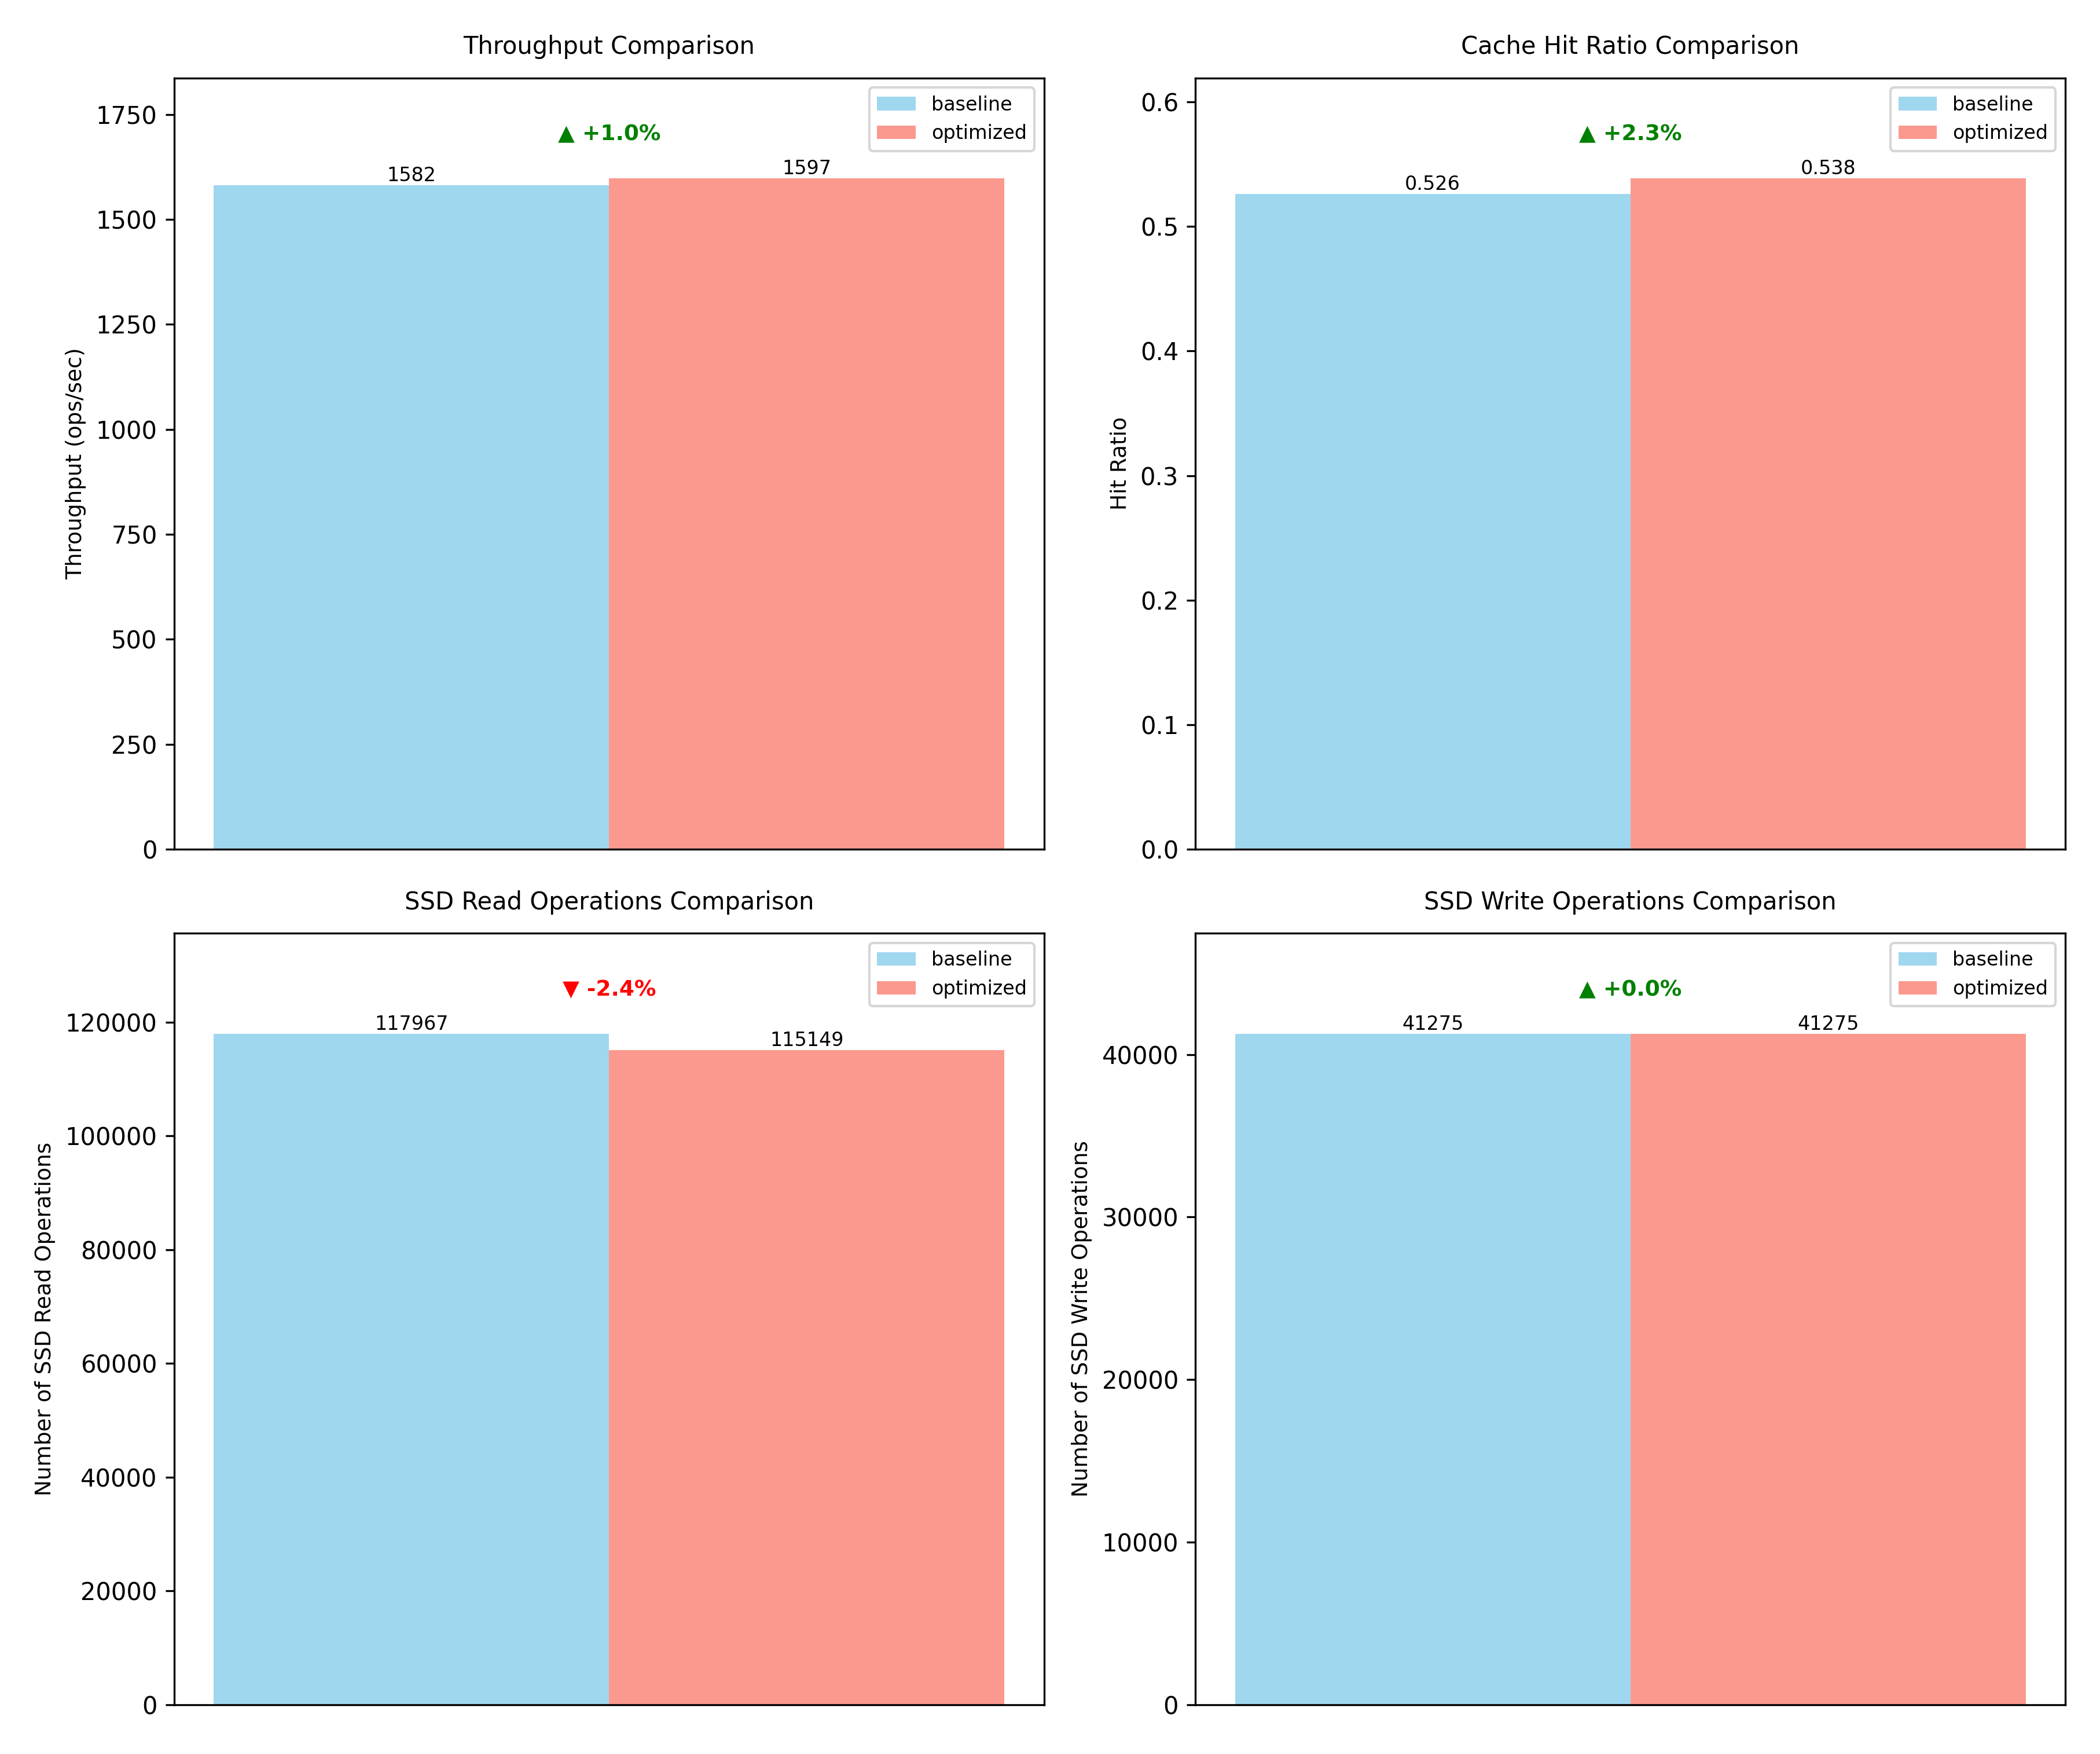 Throughput Comparison
Throughput (ops/sec)
1750
1500
1250
1000
750
500
250
0
▲ +1.0%
1582
1597
baseline
optimized
Cache Hit Ratio Comparison
Hit Ratio
0.6
0.5
0.4
0.3
0.2
0.1
0.0
▲ +2.3%
0.526
0.538
baseline
optimized
SSD Read Operations Comparison
Number of SSD Read Operations
120000
100000
80000
60000
40000
20000
0
▼ -2.4%
117967
115149
baseline
optimized
SSD Write Operations Comparison
Number of SSD Write Operations
40000
30000
20000
10000
0
▲ +0.0%
41275
41275
baseline
optimized